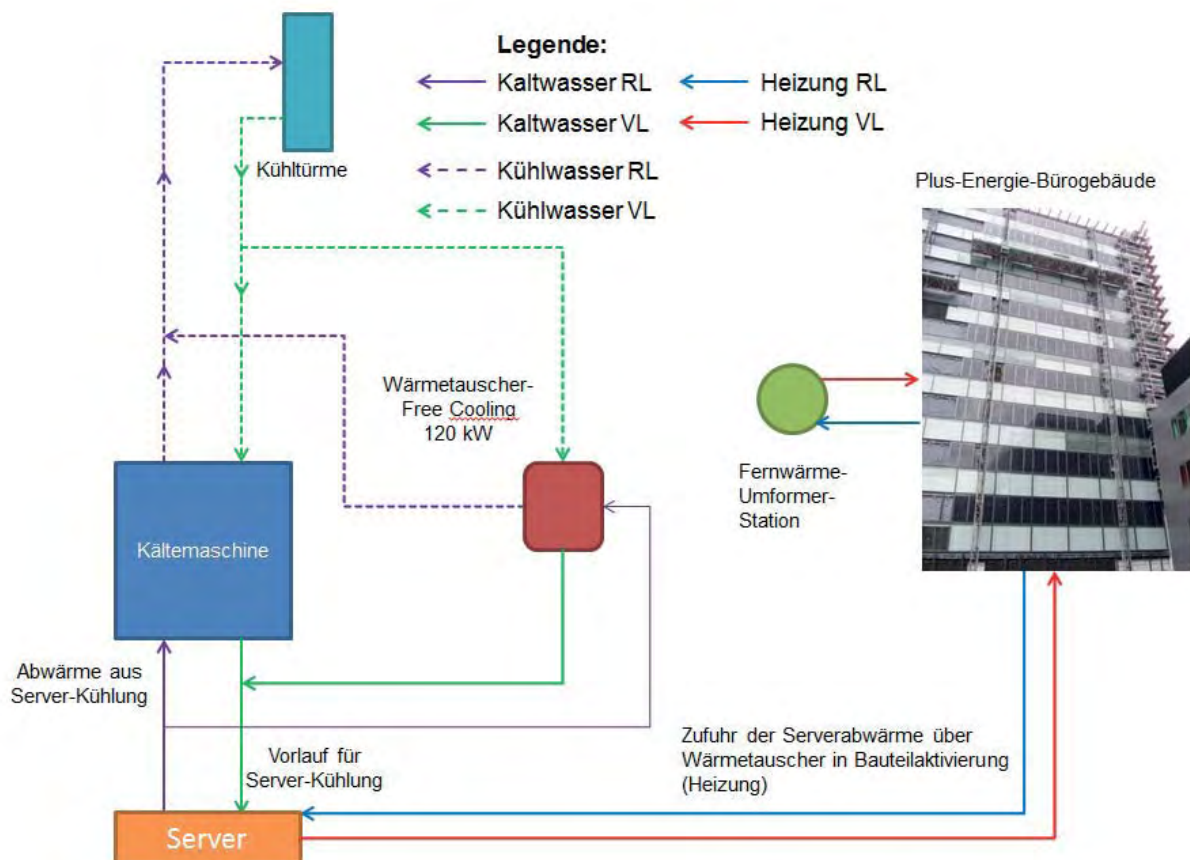 Legende:
Kaltwasser RL
Heizung RL
Kaltwasser VL
Heizung VL
Kühlwasser RL
Kühlwasser VL
Kühltürme
Plus-Energie-Bürogebäude
Wärmetauscher-
Free Cooling
120 kW
Fernwärme-
Umformer-
Station
Kältemaschine
Abwärme aus
Server-Kühlung
Vorlauf für
Server-Kühlung
Zufuhr der Serverabwärme über
Wärmetauscher in Bauteilaktivierung
(Heizung)
Server